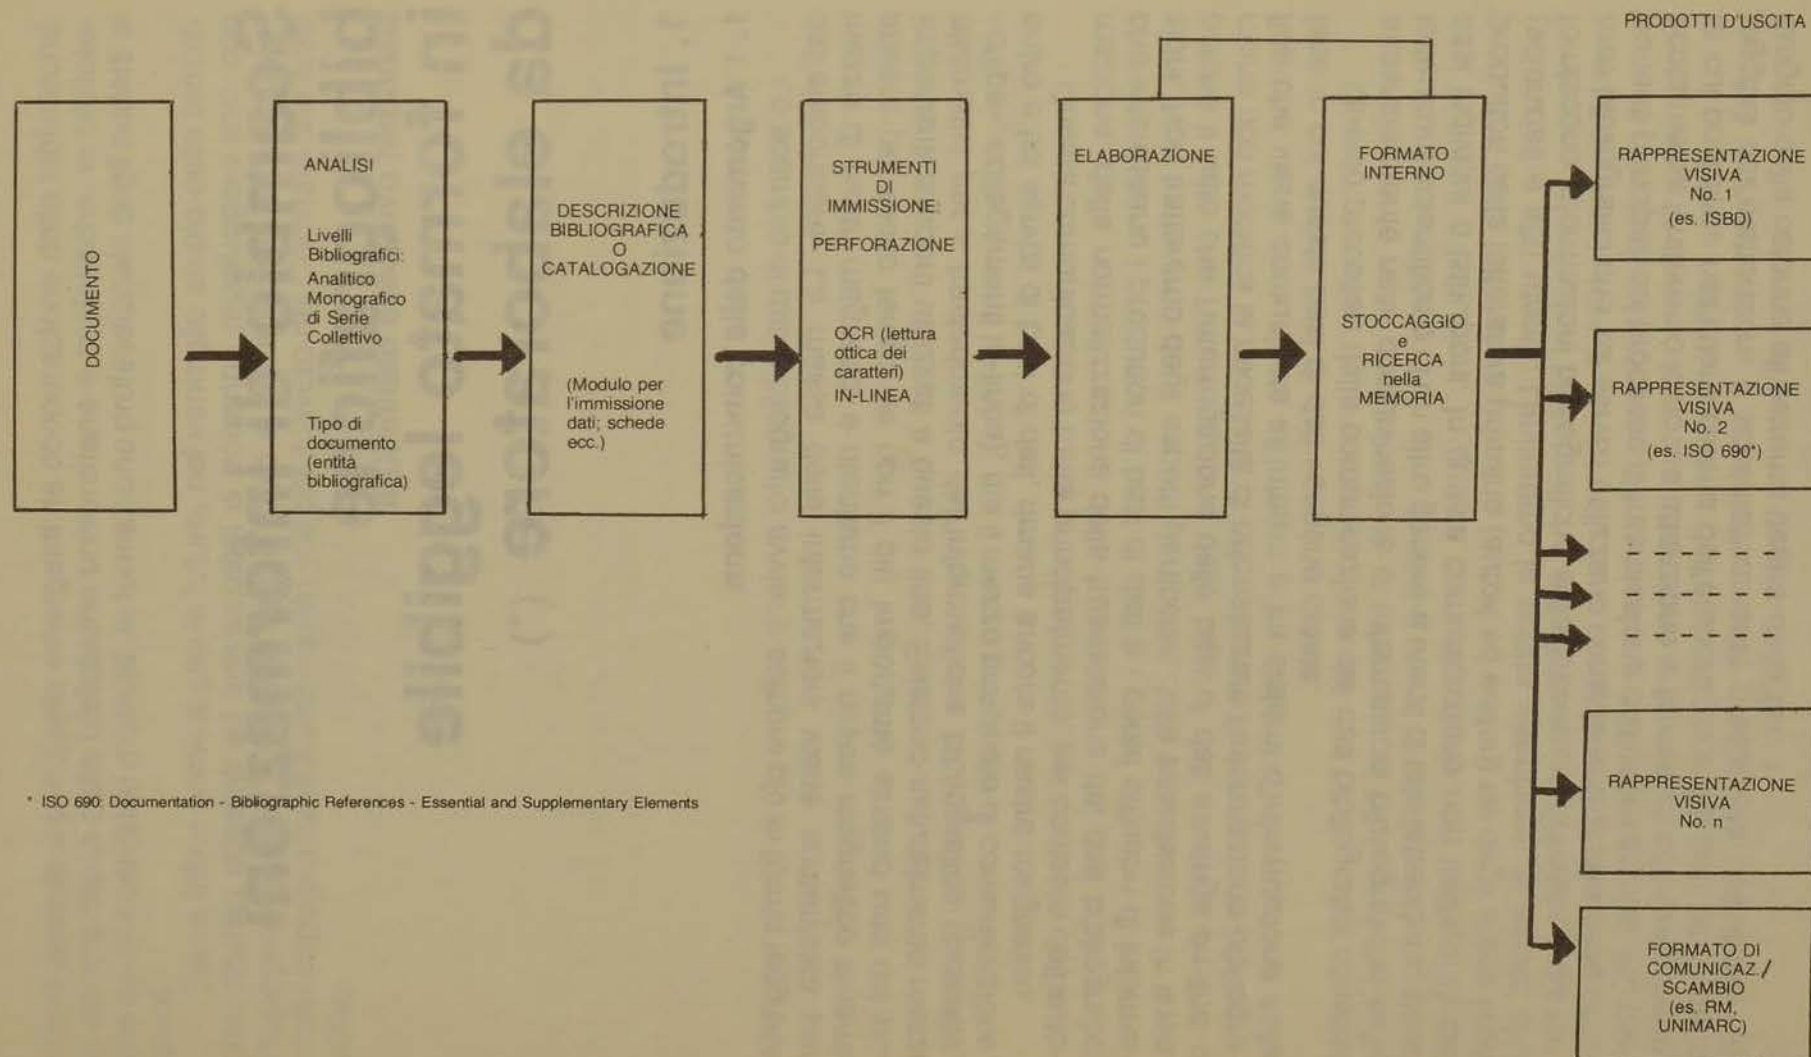 PRODOTTI D'USCITA
DOCUMENTO
ANALISI
Livelli
Bibliografici:
Analitico
Monografico
di Serie
Collettivo
Tipo di
documento
(entità
bibliografica)
DESCRIZIONE
BIBLIOGRAFICA
O
CATALOGAZIONE
(Modulo per
l'immissione
dati; schede
ecc.)
STRUMENTI
DI
IMMISSIONE:
PERFORAZIONE
OCR (lettura
ottica dei
caratteri)
IN-LINEA
ELABORAZIONE
FORMATO
INTERNO
STOCCAGGIO
e
RICERCA
nella
MEMORIA
RAPPRESENTAZIONE
VISIVA
No. 1
(es. ISBD)
RAPPRESENTAZIONE
VISIVA
No. 2
(es. ISO 690*)
RAPPRESENTAZIONE
VISIVA
No. n
FORMATO DI
COMUNICAZ./
SCAMBIO
(es. RM,
UNIMARC)
* ISO 690: Documentation - Bibliographic References - Essential and Supplementary Elements